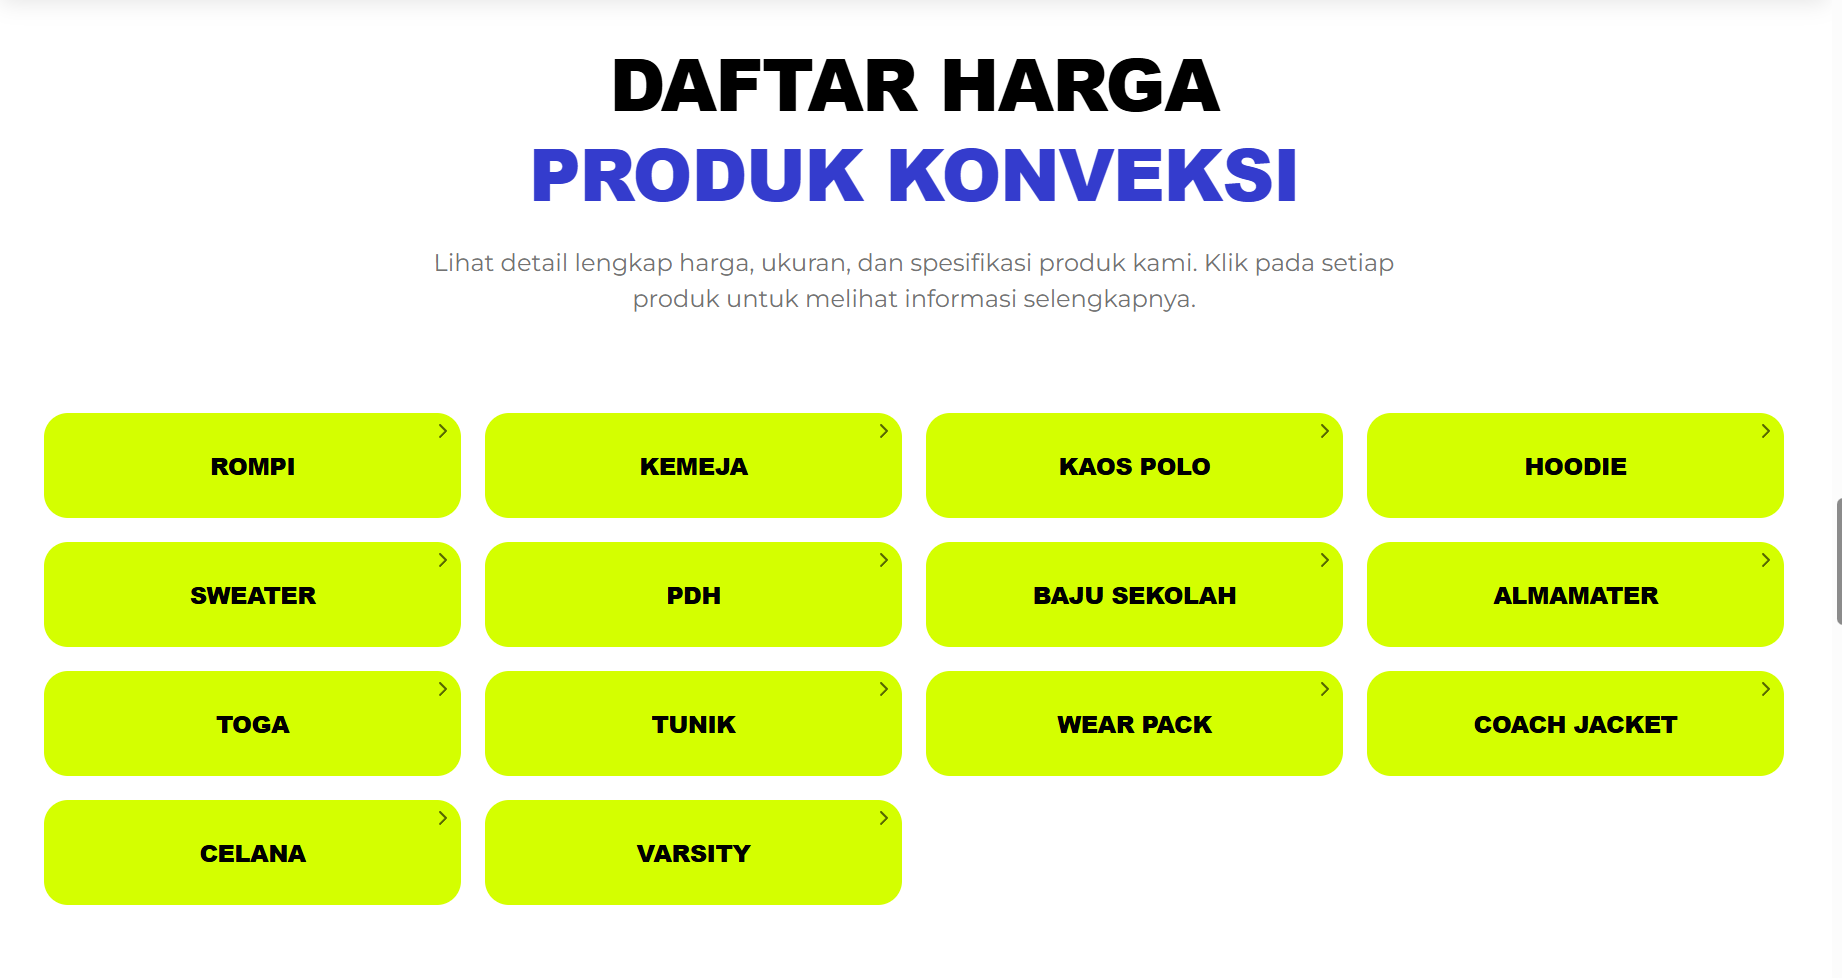 DAFTAR HARGA
PRODUK KONVEKSI
Lihat detail lengkap harga, ukuran, dan spesifikasi produk kami. Klik pada setiap
produk untuk melihat informasi selengkapnya.
ROMPI
KEMEJA
KAOS POLO
HOODIE
SWEATER
PDH
BAJU SEKOLAH
ALMAMATER
TOGA
TUNIK
WEAR PACK
COACH JACKET
CELANA
VARSITY